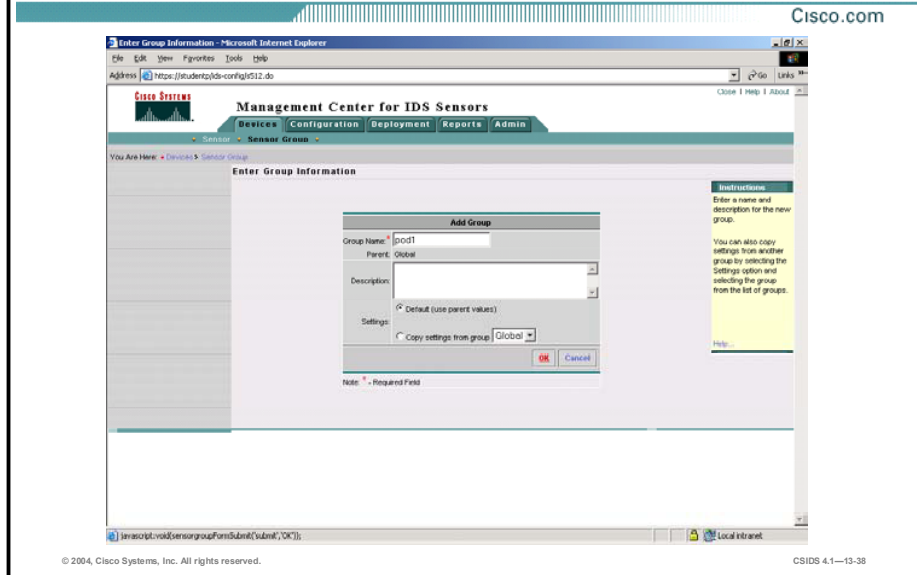 Cisco.com
Enter Group Information - Microsoft Internet Explorer
File Edit View Favorites Tools Help
Address https://studentp/ids-config/s512.do Go Links
Close | Help | About
CISCO SYSTEMS
Management Center for IDS Sensors
Devices Configuration Deployment Reports Admin
Sensor Sensor Group
You Are Here: Devices > Sensor Group
Enter Group Information
Instructions
Enter a name and
description for the new
group.
You can also copy
settings from another
group by selecting the
Settings option and
selecting the group
from the list of groups.
Help...
Add Group
Group Name:* pod1
Parent: Global
Description:
Settings:
Default (use parent values)
Copy settings from group Global
OK Cancel
Note: * - Required Field
javascript:void(sensorgroupFormSubmit('submit','OK'));
Local intranet
© 2004, Cisco Systems, Inc. All rights reserved.
CSIDS 4.1—13-38